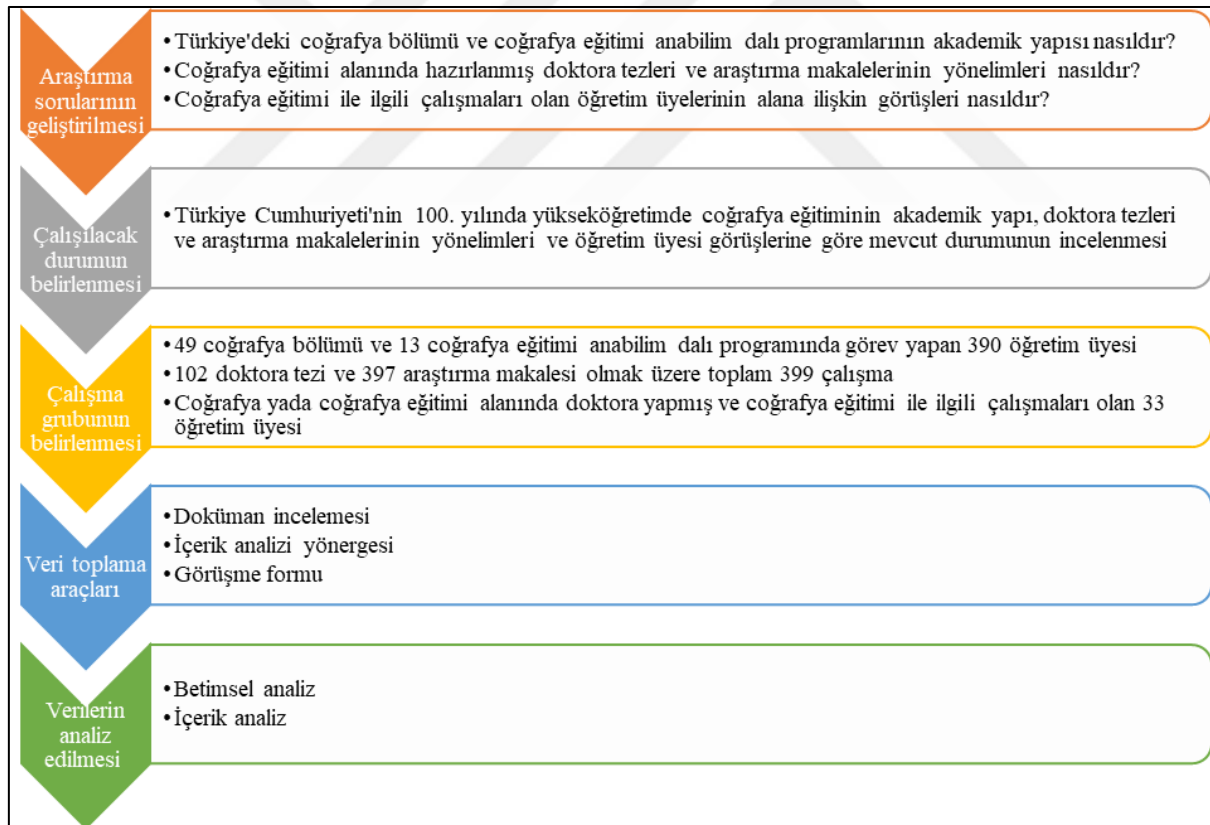 Araştırma
sorularının
geliştirilmesi
• Türkiye'deki coğrafya bölümü ve coğrafya eğitimi anabilim dalı programlarının akademik yapısı nasıldır?
• Coğrafya eğitimi alanında hazırlanmış doktora tezleri ve araştırma makalelerinin yönelimleri nasıldır?
• Coğrafya eğitimi ile ilgili çalışmaları olan öğretim üyelerinin alana ilişkin görüşleri nasıldır?
Çalışılacak
durumun
belirlenmesi
• Türkiye Cumhuriyeti'nin 100. yılında yükseköğretimde coğrafya eğitiminin akademik yapı, doktora tezleri
ve araştırma makalelerinin yönelimleri ve öğretim üyesi görüşlerine göre mevcut durumunun incelenmesi
Çalışma
grubunun
belirlenmesi
• 49 coğrafya bölümü ve 13 coğrafya eğitimi anabilim dalı programında görev yapan 390 öğretim üyesi
• 102 doktora tezi ve 397 araştırma makalesi olmak üzere toplam 399 çalışma
• Coğrafya yada coğrafya eğitimi alanında doktora yapmış ve coğrafya eğitimi ile ilgili çalışmaları olan 33
öğretim üyesi
Veri toplama
araçları
• Doküman incelemesi
• İçerik analizi yönergesi
• Görüşme formu
Verilerin
analiz
edilmesi
• Betimsel analiz
• İçerik analiz